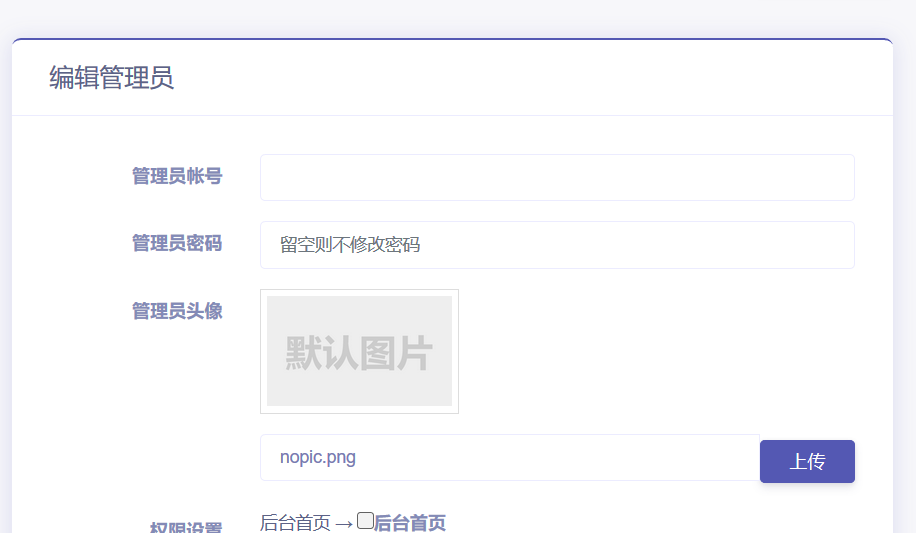 编辑管理员
管理员帐号
管理员密码 留空则不修改密码
管理员头像
默认图片
nopic.png 上传
权限设置 后台首页 → 后台首页